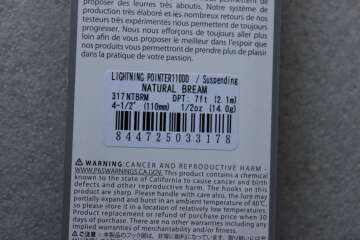 proposer des leurres très aboutis. Notre système de
production très élaboré et les nombreux retours de nos
testeurs très expérimentés nous permettent de toujours
progresser. Nous nous efforçons de toujours aller plus
loin afin de vous proposer le meilleur dans l'espoir que
nos produits vous permettront de prendre plus de plaisir
dans la pratique de votre passion.
LIGHTNING POINTER110DD / Suspending
NATURAL BREAM
317NTBRM DPT: 7ft (2.1m)
4-1/2" (110mm) 1/2oz (14.0g)
8 44725 03317 8
WARNING: CANCER AND REPRODUCTIVE HARM -
WWW.P65WARNINGS.CA.GOV. This product contains a chemical
known to the state of California to cause cancer and birth
defects and other reproductive harm. The hooks on this
product are sharp. Please handle with care, also, the lure may
partially expand and burst in an ambient temperature of 40℃,
so please store it in a location of relatively low temperatures.
Product replacement or refund of purchase price when 30
days of purchase. There are no other warranties including any
implied warranties of merchantability and/or fitness.